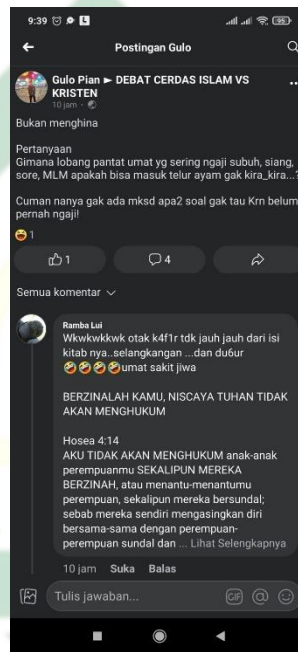 9:39
95
Postingan Gulo
Gulo Pian ► DEBAT CERDAS ISLAM VS
KRISTEN
10 jam ·
Bukan menghina
Pertanyaan
Gimana lobang pantat umat yg sering ngaji subuh, siang,
sore, MLM apakah bisa masuk telur ayam gak kira_kira...?
Cuman nanya gak ada mksd apa2 soal gak tau Krn belum
pernah ngaji!
1
1
4
Semua komentar
Ramba Lui
Wkwkwkkwk otak k4f1r tdk jauh jauh dari isi
kitab nya..selangkangan ...dan du6ur
🤣🤣🤣🤣umat sakit jiwa
BERZINALAH KAMU, NISCAYA TUHAN TIDAK
AKAN MENGHUKUM
Hosea 4:14
AKU TIDAK AKAN MENGHUKUM anak-anak
perempuanmu SEKALIPUN MEREKA
BERZINAH, atau menantu-menantumu
perempuan, sekalipun mereka bersundal;
sebab mereka sendiri mengasingkan diri
bersama-sama dengan perempuan-
perempuan sundal dan ... Lihat Selengkapnya
10 jam Suka Balas
Tulis jawaban...
GIF